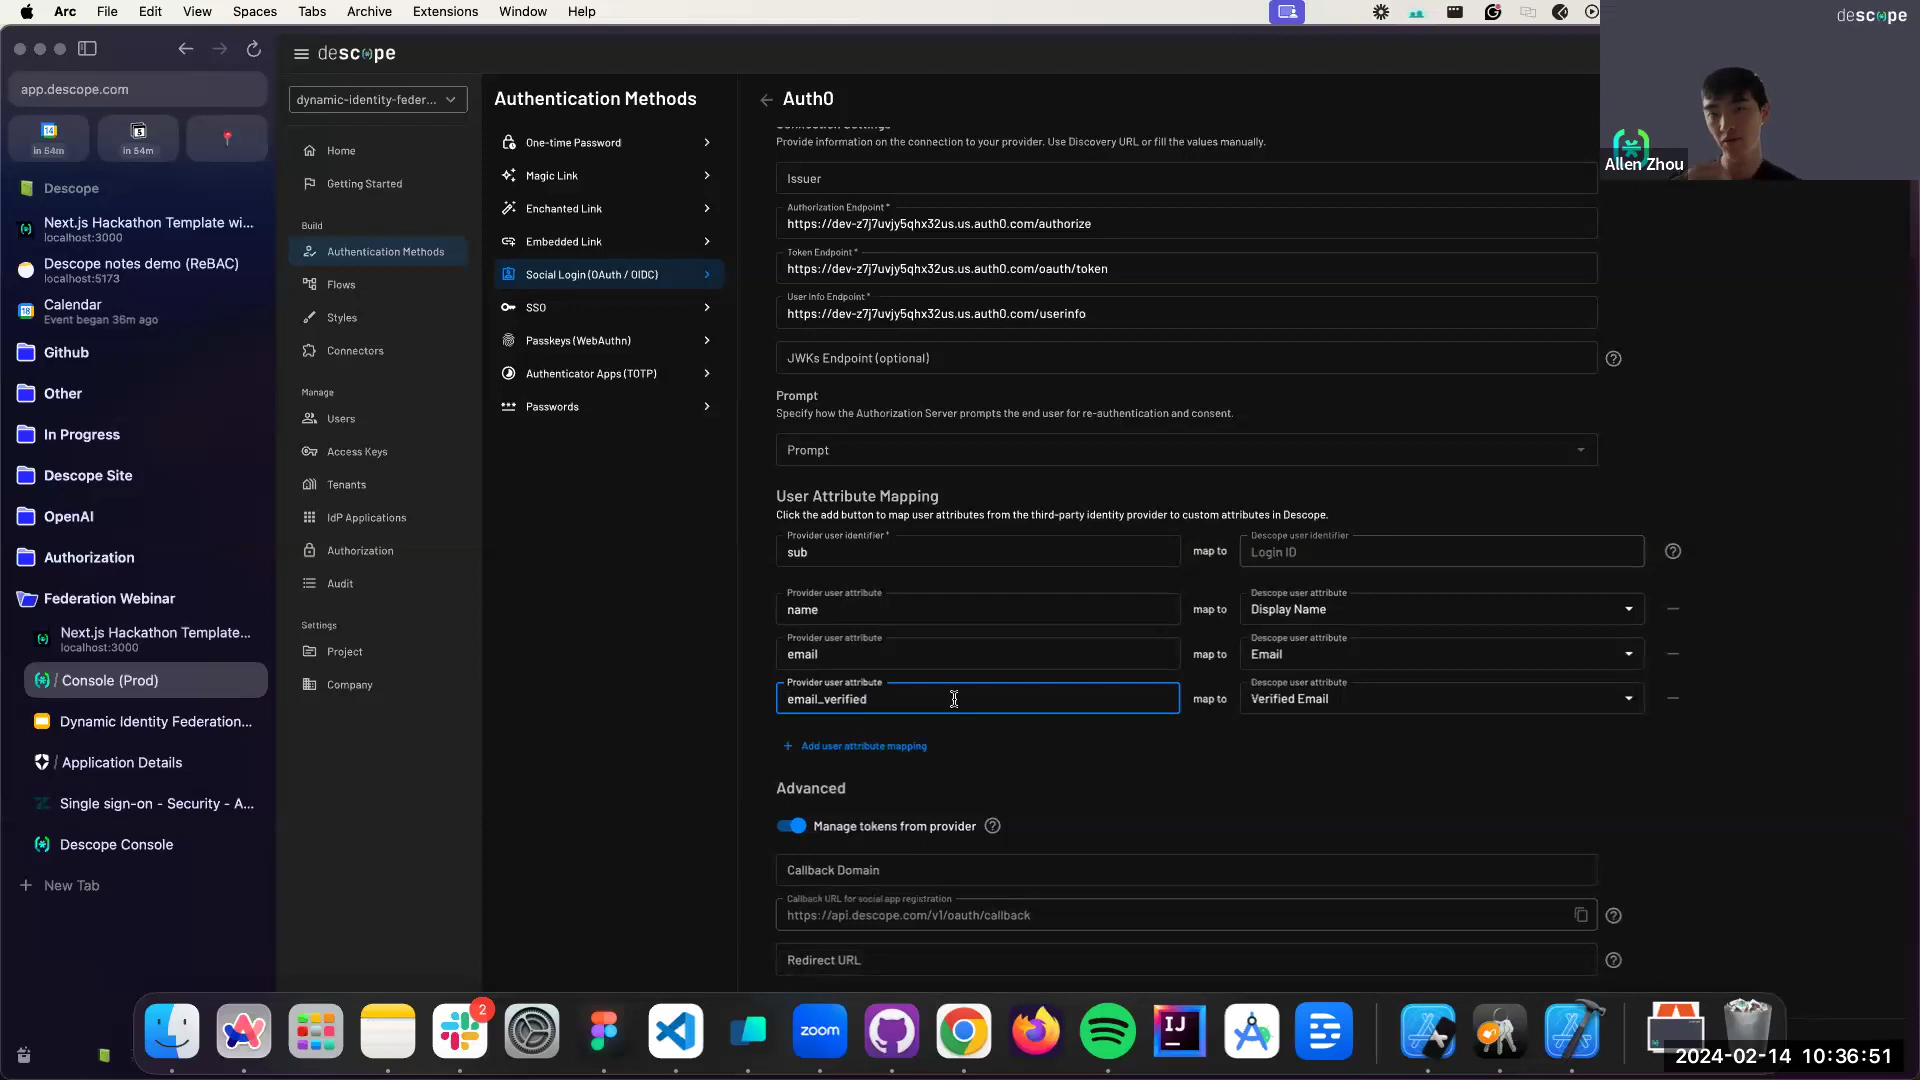 Arc File Edit View Spaces Tabs Archive Extensions Window Help
descope
app.descope.com
descope
14
in 54m
5
in 54m
dynamic-identity-feder...
Authentication Methods
Auth0
Allen Zhou
Descope
Next.js Hackathon Template wi...
localhost:3000
Descope notes demo (ReBAC)
localhost:5173
18
Calendar
Event began 36m ago
Github
Other
In Progress
Descope Site
OpenAI
Authorization
Federation Webinar
Next.js Hackathon Template...
localhost:3000
/ Console (Prod)
Dynamic Identity Federation...
/ Application Details
Single sign-on - Security - A...
Descope Console
+ New Tab
Home
Getting Started
Build
Authentication Methods
Flows
Styles
Connectors
Manage
Users
Access Keys
Tenants
IdP Applications
Authorization
Audit
Settings
Project
Company
One-time Password
Magic Link
Enchanted Link
Embedded Link
Social Login (OAuth / OIDC)
SSO
Passkeys (WebAuthn)
Authenticator Apps (TOTP)
Passwords
Connection Settings
Provide information on the connection to your provider. Use Discovery URL or fill the values manually.
Issuer
Authorization Endpoint *
https://dev-z7j7uvjy5qhx32us.us.auth0.com/authorize
Token Endpoint *
https://dev-z7j7uvjy5qhx32us.us.auth0.com/oauth/token
User Info Endpoint *
https://dev-z7j7uvjy5qhx32us.us.auth0.com/userinfo
JWKs Endpoint (optional)
Prompt
Specify how the Authorization Server prompts the end user for re-authentication and consent.
Prompt
User Attribute Mapping
Click the add button to map user attributes from the third-party identity provider to custom attributes in Descope.
Provider user identifier * Descope user identifier
sub map to Login ID
Provider user attribute Descope user attribute
name map to Display Name
Provider user attribute Descope user attribute
email map to Email
Provider user attribute Descope user attribute
email_verified map to Verified Email
+ Add user attribute mapping
Advanced
Manage tokens from provider
Callback Domain
Callback URL for social app registration
https://api.descope.com/v1/oauth/callback
Redirect URL
2
zoom
IJ
2024-02-14 10:36:51